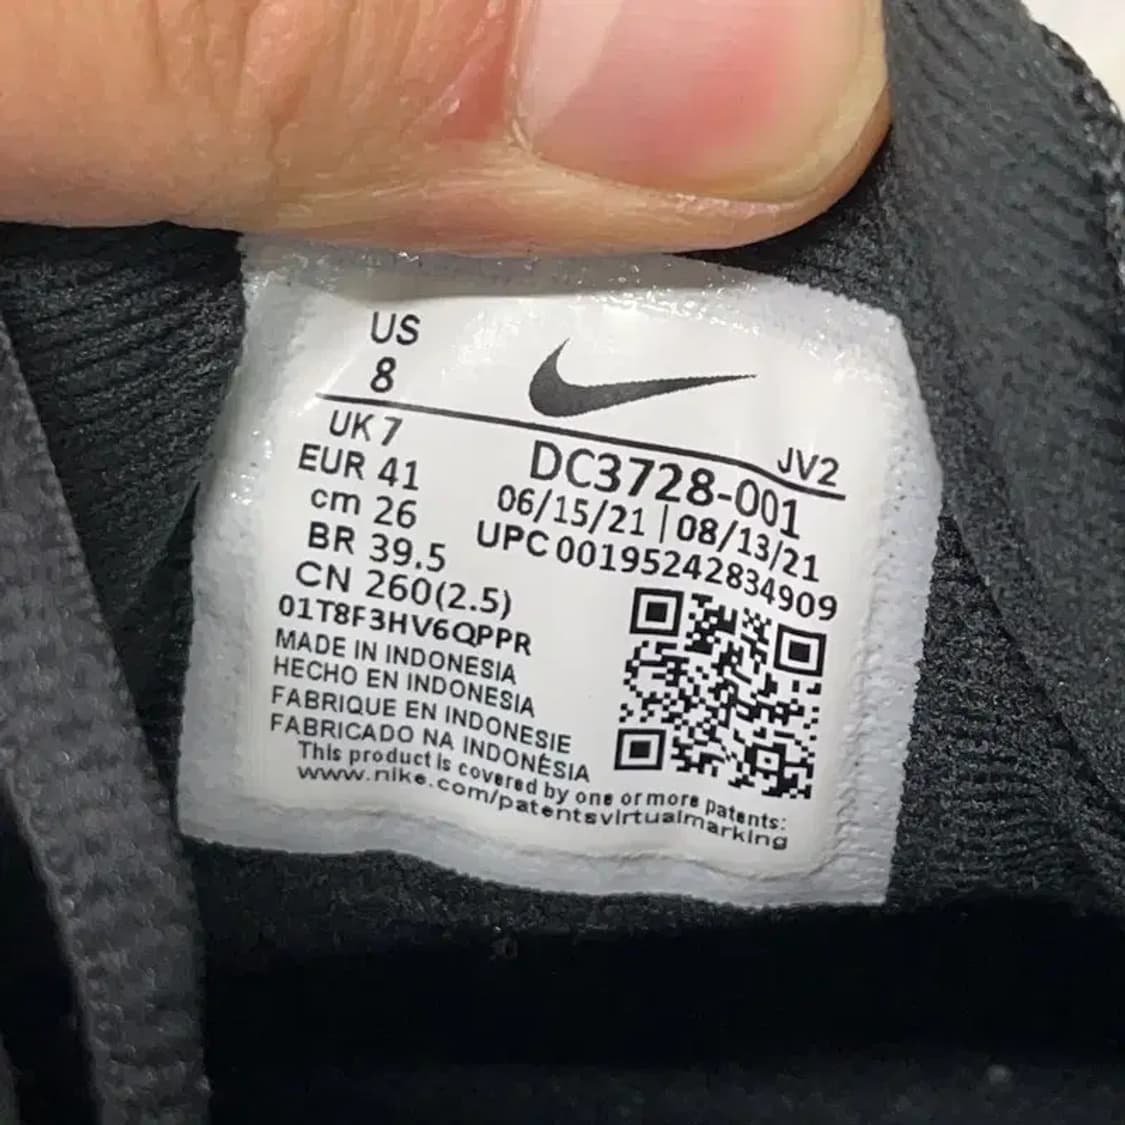 US
8
UK 7
EUR 41
cm 26
BR 39.5
CN 260(2.5)
01T8F3HV6QPPR
MADE IN INDONESIA
HECHO EN INDONESIA
FABRIQUE EN INDONESIE
FABRICADO NA INDONÈSIA
This product is covered by one or more patents:
www.nike.com/patentsvirtualmarking
JV2
DC3728-001
06/15/21 | 08/13/21
UPC 00195242834909